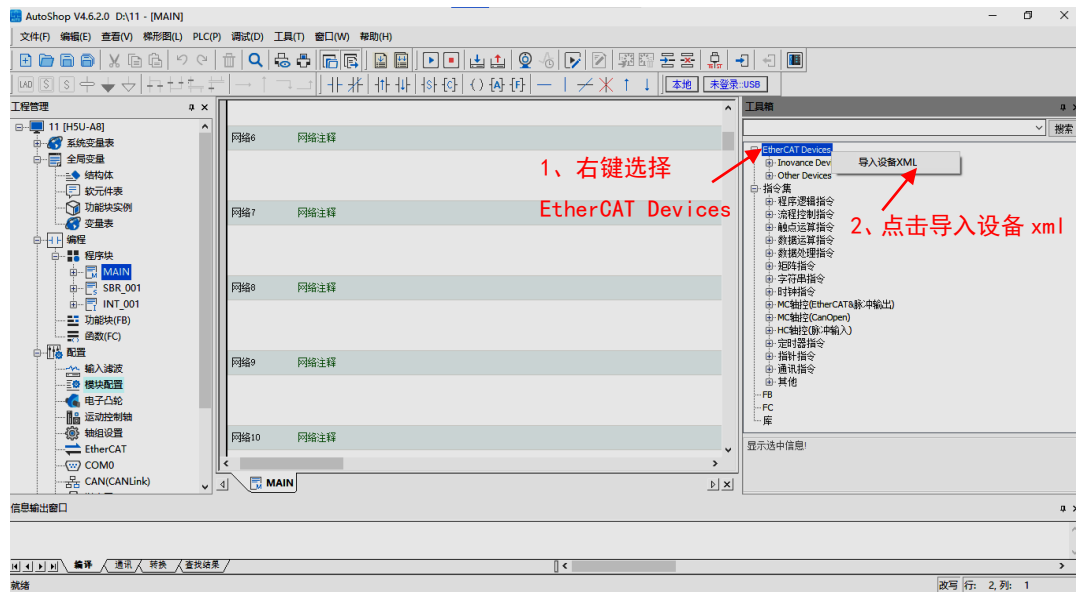 AutoShop V4.6.2.0 D:\11 - [MAIN]
文件(F) 编辑(E) 查看(V) 梯形图(L) PLC(P) 调试(D) 工具(T) 窗口(W) 帮助(H)
LAD
本地
未登录::USB
工程管理
11 [H5U-A8]
系统变量表
全局变量
结构体
软元件表
功能块实例
变量表
编程
程序块
MAIN
SBR_001
INT_001
功能块(FB)
函数(FC)
配置
输入滤波
模块配置
电子凸轮
运动控制轴
轴组设置
EtherCAT
COM0
CAN(CANLink)
网络6 网络注释
网络7 网络注释
网络8 网络注释
网络9 网络注释
网络10 网络注释
MAIN
1、右键选择
EtherCAT Devices
2、点击导入设备 xml
工具箱
搜索
EtherCAT Devices
Inovance Devi
导入设备XML
Other Devices
指令集
程序逻辑指令
流程控制指令
触点运算指令
数据运算指令
数据处理指令
矩阵指令
字符串指令
时钟指令
MC轴控(EtherCAT&脉冲输出)
MC轴控(CanOpen)
HC轴控(脉冲输入)
定时器指令
指针指令
通讯指令
其他
FB
FC
库
显示选中信息!
信息输出窗口
编译 通讯 转换 查找结果
就绪
改写 行: 2, 列: 1